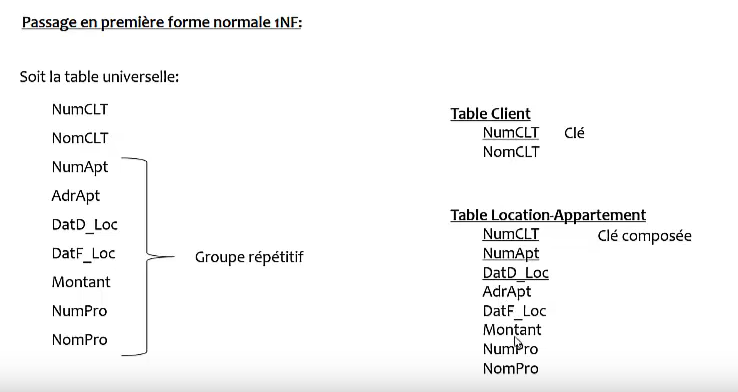 Passage en première forme normale 1NF:
Soit la table universelle:
NumCLT
NomCLT
NumApt
AdrApt
DatD_Loc
DatF_Loc
Montant
NumPro
NomPro
Groupe répétitif
Table Client
NumCLT Clé
NomCLT
Table Location-Appartement
NumCLT Clé composée
NumApt
DatD_Loc
AdrApt
DatF_Loc
Montant
NumPro
NomPro